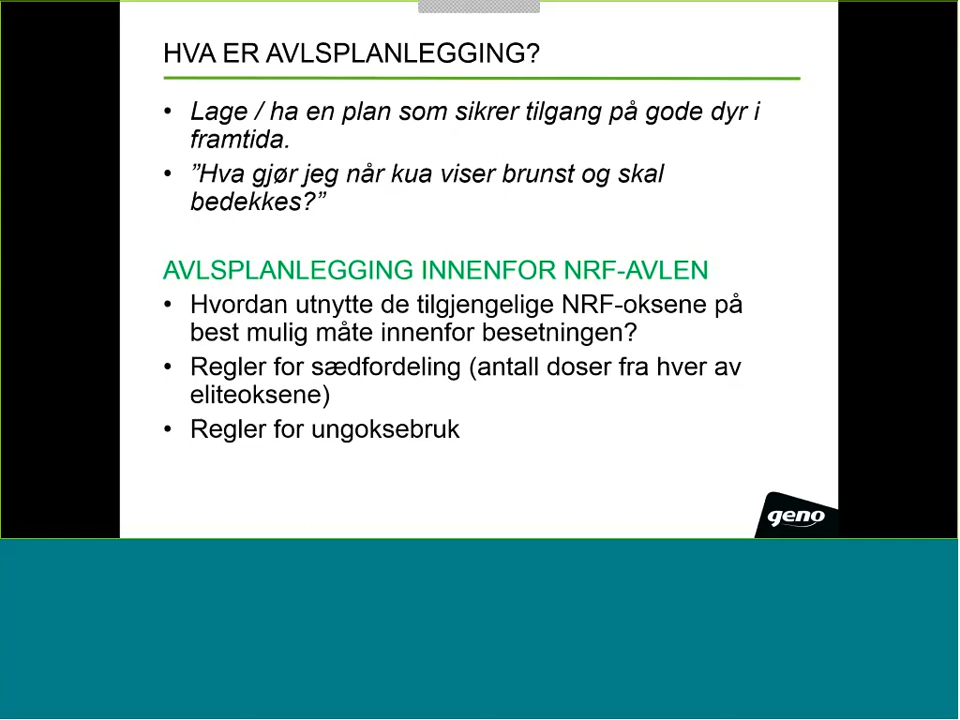 HVA ER AVLSPLANLEGGING?
• Lage / ha en plan som sikrer tilgang på gode dyr i
framtida.
• ”Hva gjør jeg når kua viser brunst og skal
bedekkes?”
AVLSPLANLEGGING INNENFOR NRF-AVLEN
• Hvordan utnytte de tilgjengelige NRF-oksene på
best mulig måte innenfor besetningen?
• Regler for sædfordeling (antall doser fra hver av
eliteoksene)
• Regler for ungoksebruk
geno